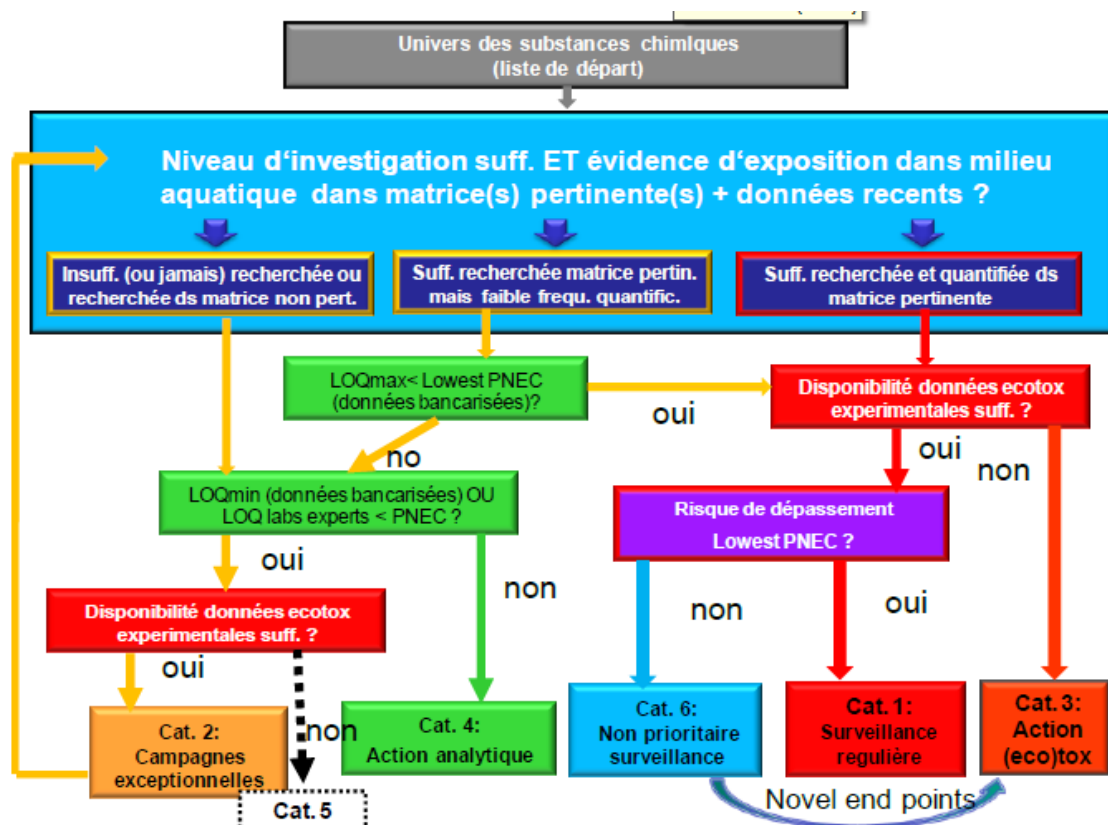 Univers des substances chimiques
(liste de départ)
Niveau d'investigation suff. ET évidence d'exposition dans milieu
aquatique dans matrice(s) pertinente(s) + données recents ?
Insuff. (ou jamais) recherchée ou
recherchée ds matrice non pert.
Suff. recherchée matrice pertin.
mais faible frequ. quantific.
Suff. recherchée et quantifiée ds
matrice pertinente
LOQmax< Lowest PNEC
(données bancarisées)?
oui
Disponibilité données ecotox
experimentales suff. ?
no
oui
non
LOQmin (données bancarisées) OU
LOQ labs experts < PNEC ?
Risque de dépassement
Lowest PNEC ?
oui
non
non
oui
Disponibilité données ecotox
experimentales suff. ?
oui
non
Cat. 2:
Campagnes
exceptionnelles
Cat. 4:
Action analytique
Cat. 6:
Non prioritaire
surveillance
Cat. 1:
Surveillance
regulière
Cat. 3:
Action
(eco)tox
Cat. 5
Novel end points